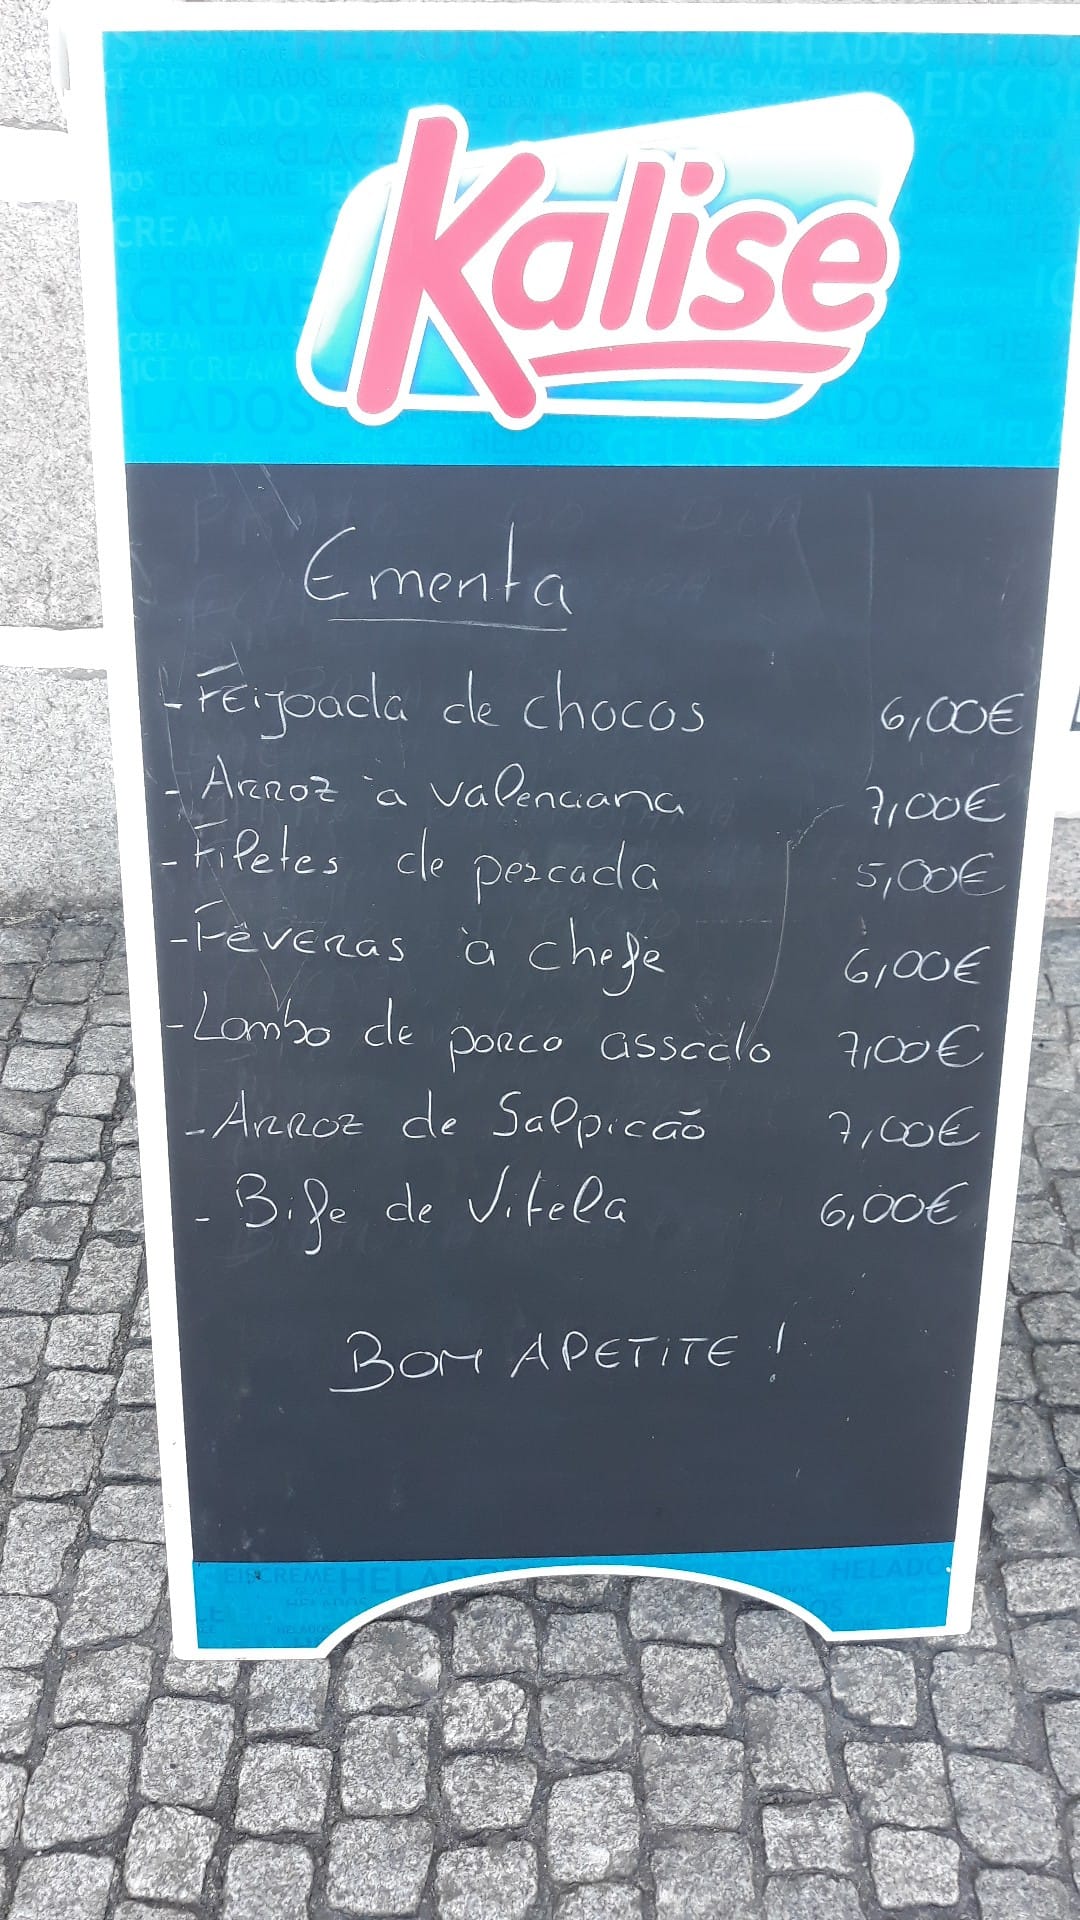 Kalise
Ementa
- Feijoada de chocos 6,00€
- Arroz à valenciana 7,00€
- Filetes de pescada 5,00€
- Fêveras à chefe 6,00€
- Lombo de porco assado 7,00€
- Arroz de Salpicão 7,00€
- Bife de Vitela 6,00€
BOM APETITE !
EISCREME HELADOS